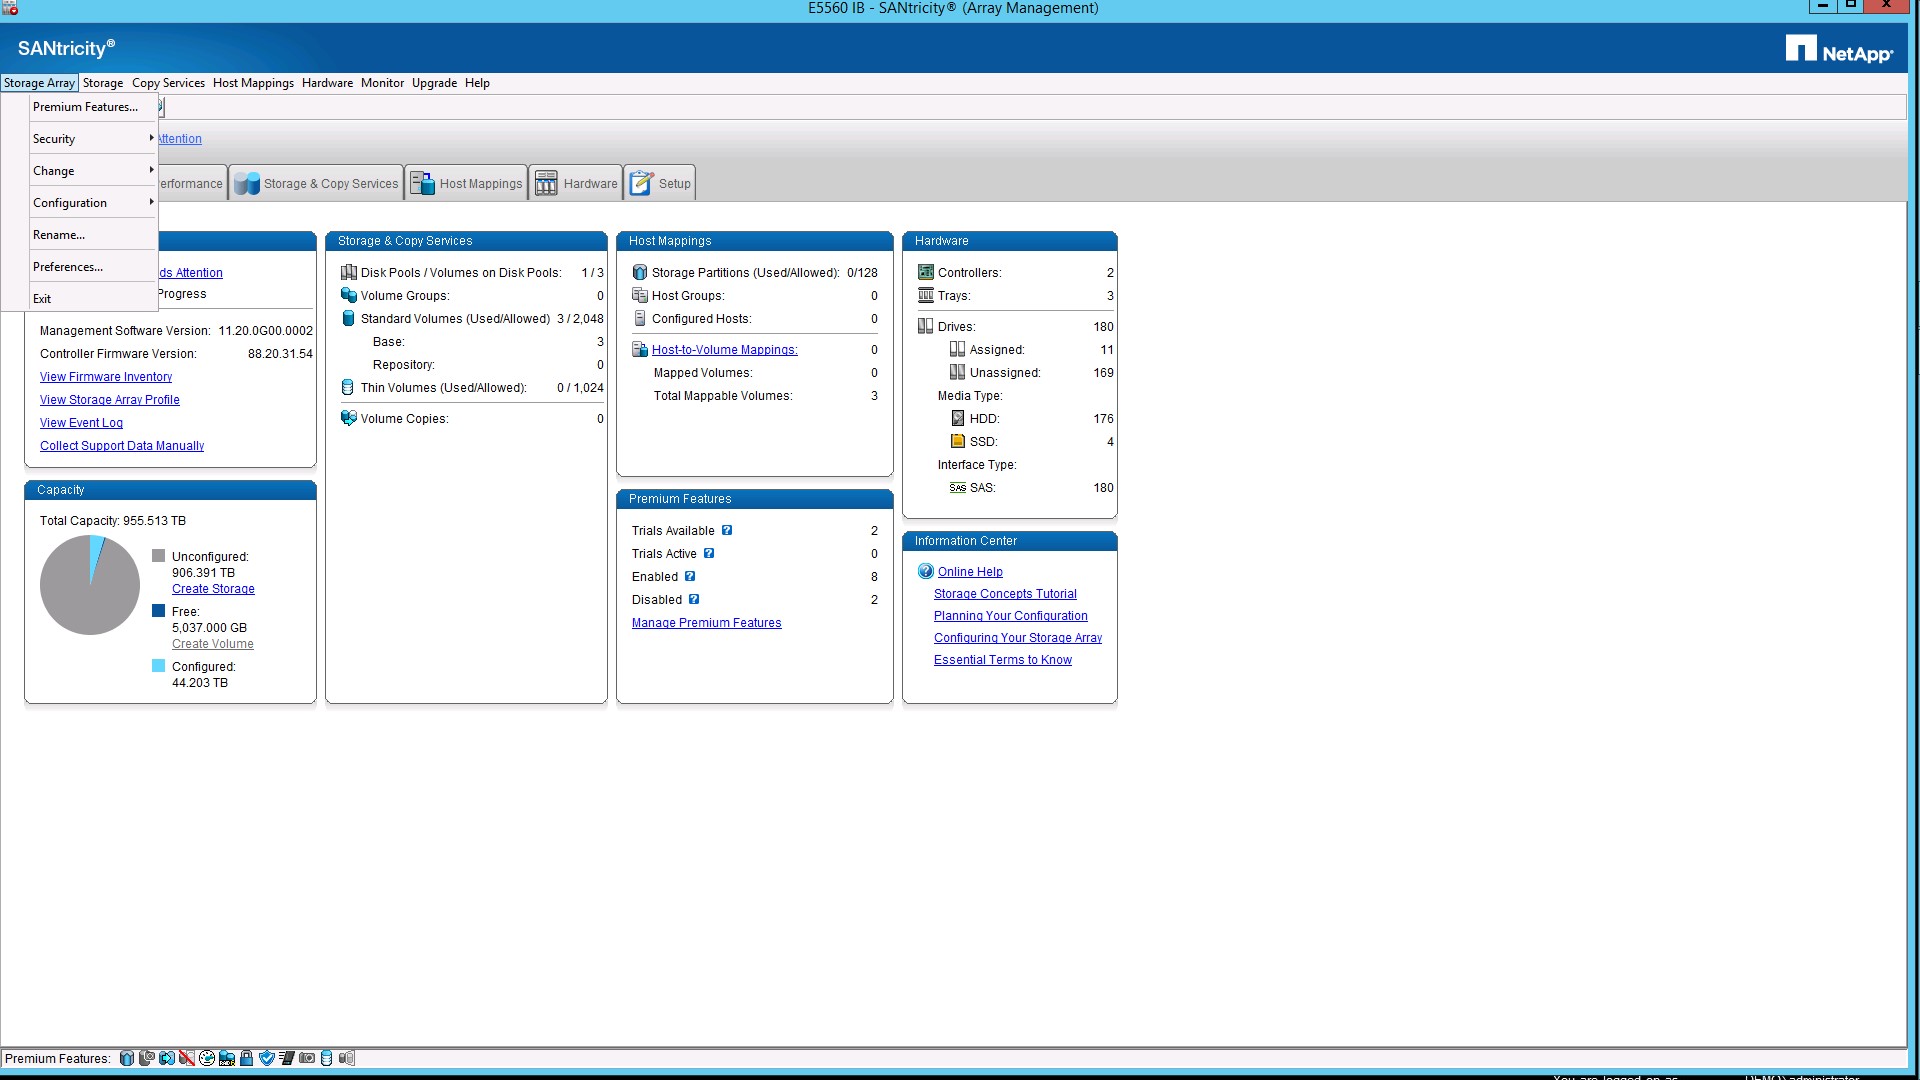 E5560 IB - SANtricity® (Array Management)
SANtricity®
NetApp®
Storage Array Storage Copy Services Host Mappings Hardware Monitor Upgrade Help
Premium Features...
Security
Attention
Change
erformance Storage & Copy Services Host Mappings Hardware Setup
Configuration
Rename...
Preferences...
ds Attention
Progress
Exit
Management Software Version: 11.20.0G00.0002
Controller Firmware Version: 88.20.31.54
View Firmware Inventory
View Storage Array Profile
View Event Log
Collect Support Data Manually
Capacity
Total Capacity: 955.513 TB
Unconfigured:
906.391 TB
Create Storage
Free:
5,037.000 GB
Create Volume
Configured:
44.203 TB
Storage & Copy Services
Disk Pools / Volumes on Disk Pools: 1 / 3
Volume Groups: 0
Standard Volumes (Used/Allowed) 3 / 2,048
Base: 3
Repository: 0
Thin Volumes (Used/Allowed): 0 / 1,024
Volume Copies: 0
Host Mappings
Storage Partitions (Used/Allowed): 0/128
Host Groups: 0
Configured Hosts: 0
Host-to-Volume Mappings: 0
Mapped Volumes: 0
Total Mappable Volumes: 3
Premium Features
Trials Available ? 2
Trials Active ? 0
Enabled ? 8
Disabled ? 2
Manage Premium Features
Hardware
Controllers: 2
Trays: 3
Drives: 180
Assigned: 11
Unassigned: 169
Media Type:
HDD: 176
SSD: 4
Interface Type:
SAS SAS: 180
Information Center
? Online Help
Storage Concepts Tutorial
Planning Your Configuration
Configuring Your Storage Array
Essential Terms to Know
Premium Features:
You are logged on as DEMO\administrator